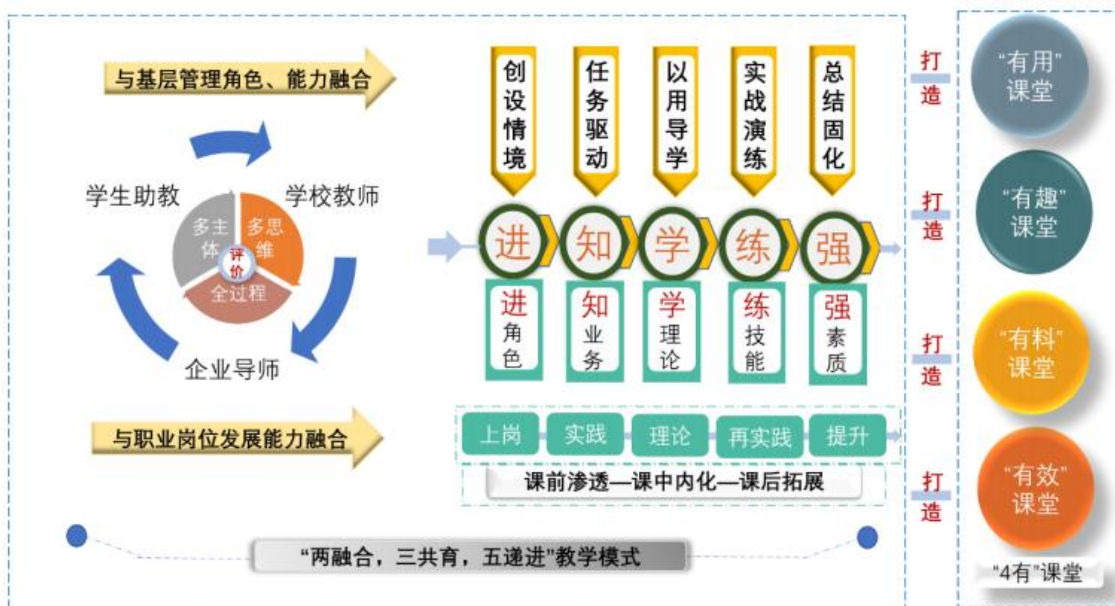 与基层管理角色、能力融合
学生助教
学校教师
企业导师
多主
体
多思
维
评
价
全过程
与职业岗位发展能力融合
创设情境
任务驱动
以用导学
实战演练
总结固化
进
知
学
练
强
进角色
知业务
学理论
练技能
强素质
上岗
实践
理论
再实践
提升
课前渗透—课中内化—课后拓展
“两融合，三共育，五递进”教学模式
打造
打造
打造
打造
“有用”
课堂
“有趣”
课堂
“有料”
课堂
“有效”
课堂
“4有”课堂